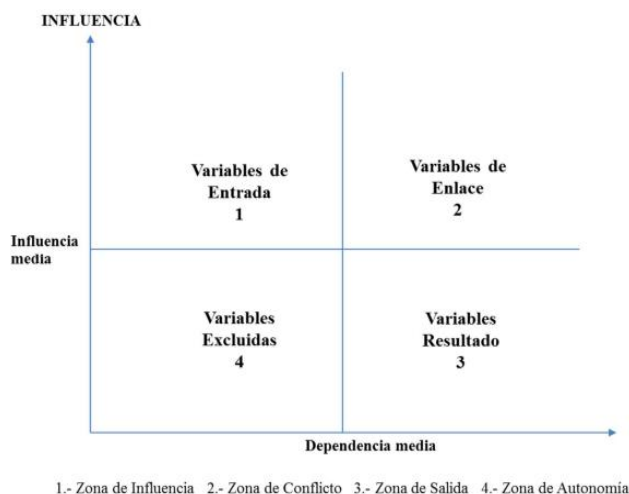 INFLUENCIA
Variables de
Entrada
1
Variables de
Enlace
2
Influencia
media
Variables
Excluidas
4
Variables
Resultado
3
Dependencia media
1.- Zona de Influencia 2.- Zona de Conflicto 3.- Zona de Salida 4.- Zona de Autonomía